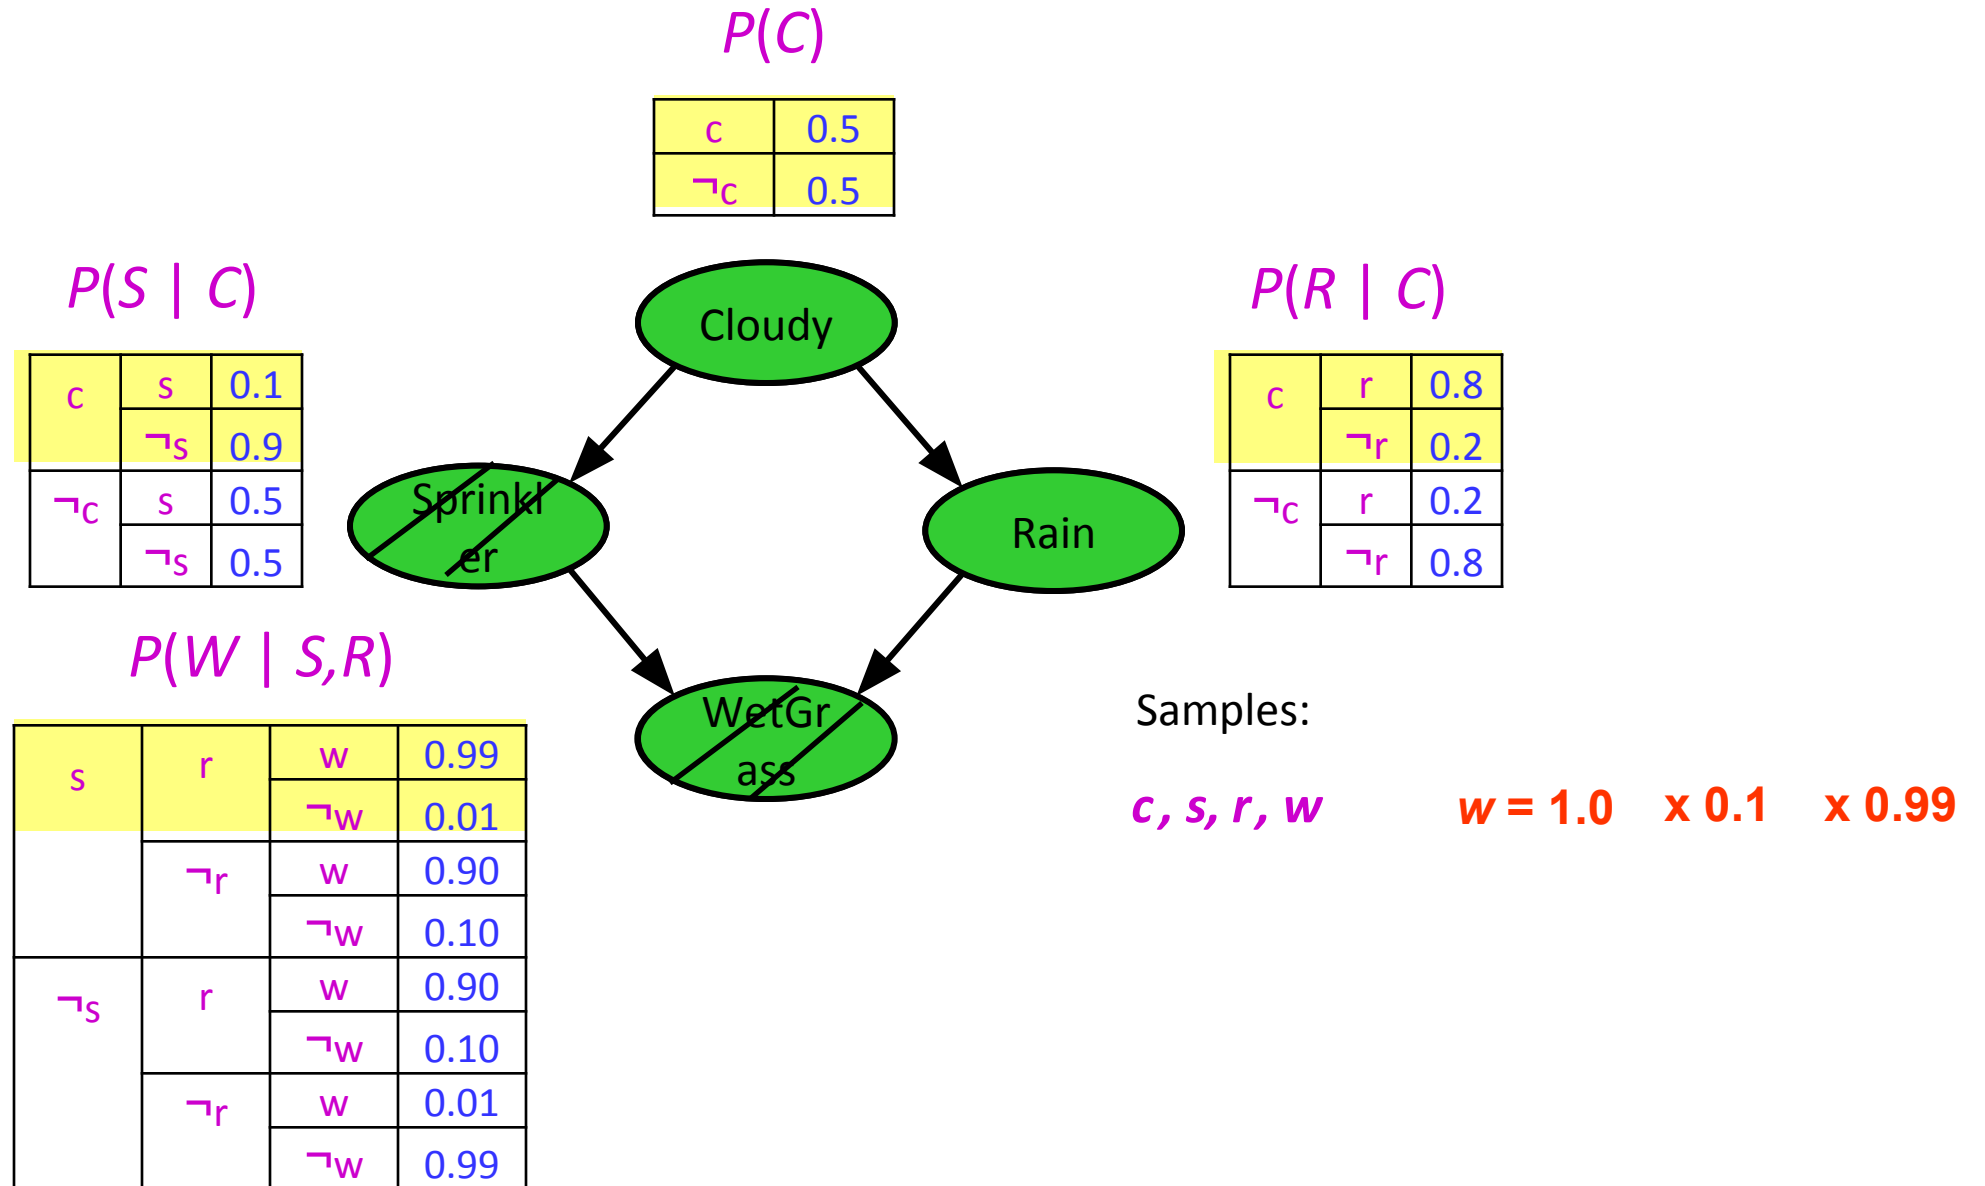 P(C)
c 0.5
¬c 0.5
P(S | C)
c s 0.1
¬s 0.9
¬c s 0.5
¬s 0.5
Cloudy
P(R | C)
c r 0.8
¬r 0.2
¬c r 0.2
¬r 0.8
Sprinkl
er
Rain
P(W | S,R)
s r w 0.99
¬w 0.01
¬r w 0.90
¬w 0.10
¬s r w 0.90
¬w 0.10
¬r w 0.01
¬w 0.99
WetGr
ass
Samples:
c, s, r, w w = 1.0 x 0.1 x 0.99